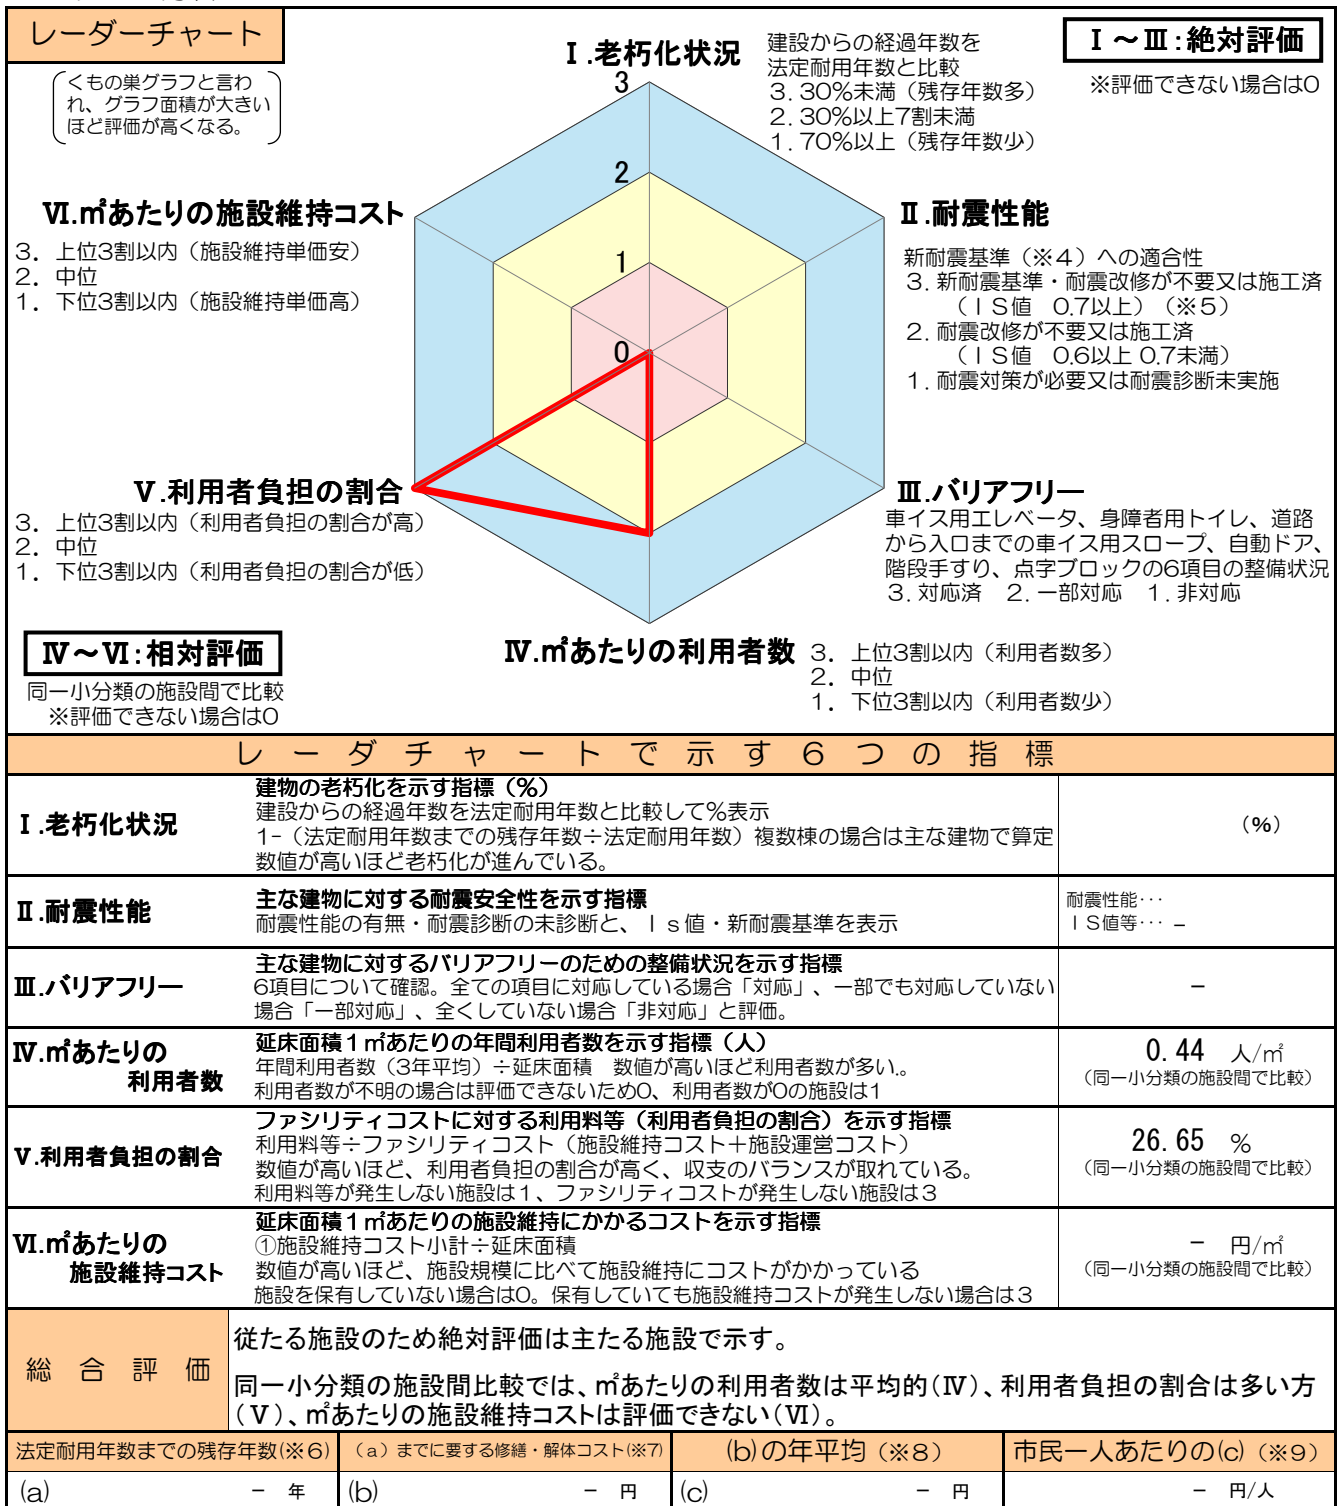 レーダーチャート
くもの巣グラフと言わ
れ、グラフ面積が大きい
ほど評価が高くなる。
Ⅰ～Ⅲ：絶対評価
※評価できない場合は0
Ⅰ.老朽化状況
建設からの経過年数を
法定耐用年数と比較
3. 30％未満（残存年数多）
2. 30％以上7割未満
1. 70％以上（残存年数少）
3
2
1
0
Ⅵ.㎡あたりの施設維持コスト
3. 上位3割以内（施設維持単価安）
2. 中位
1. 下位3割以内（施設維持単価高）
Ⅱ.耐震性能
新耐震基準（※4）への適合性
3. 新耐震基準・耐震改修が不要又は施工済
（ＩＳ値　0.7以上）（※5）
2. 耐震改修が不要又は施工済
（ＩＳ値　0.6以上 0.7未満）
1. 耐震対策が必要又は耐震診断未実施
Ⅴ.利用者負担の割合
3. 上位3割以内（利用者負担の割合が高）
2. 中位
1. 下位3割以内（利用者負担の割合が低）
Ⅲ.バリアフリー
車イス用エレベータ、身障者用トイレ、道路
から入口までの車イス用スロープ、自動ドア、
階段手すり、点字ブロックの6項目の整備状況
3. 対応済　2. 一部対応　1. 非対応
Ⅳ～Ⅵ：相対評価
同一小分類の施設間で比較
※評価できない場合は0
Ⅳ.㎡あたりの利用者数
3. 上位3割以内（利用者数多）
2. 中位
1. 下位3割以内（利用者数少）
レーダチャートで示す６つの指標
Ⅰ.老朽化状況
建物の老朽化を示す指標（％）
建設からの経過年数を法定耐用年数と比較して％表示
1-（法定耐用年数までの残存年数÷法定耐用年数）複数棟の場合は主な建物で算定
数値が高いほど老朽化が進んでいる。
（％）
Ⅱ.耐震性能
主な建物に対する耐震安全性を示す指標
耐震性能の有無・耐震診断の未診断と、Ｉｓ値・新耐震基準を表示
耐震性能…
ＩＳ値等… −
Ⅲ.バリアフリー
主な建物に対するバリアフリーのための整備状況を示す指標
6項目について確認。全ての項目に対応している場合「対応」、一部でも対応していない
場合「一部対応」、全くしていない場合「非対応」と評価。
−
Ⅳ.㎡あたりの
利用者数
延床面積１㎡あたりの年間利用者数を示す指標（人）
年間利用者数（3年平均）÷延床面積　数値が高いほど利用者数が多い。
利用者数が不明の場合は評価できないため0、利用者数が0の施設は1
0.44 人/㎡
（同一小分類の施設間で比較）
Ⅴ.利用者負担の割合
ファシリティコストに対する利用料等（利用者負担の割合）を示す指標
利用料等÷ファシリティコスト（施設維持コスト＋施設運営コスト）
数値が高いほど、利用者負担の割合が高く、収支のバランスが取れている。
利用料等が発生しない施設は１、ファシリティコストが発生しない施設は３
26.65 %
（同一小分類の施設間で比較）
Ⅵ.㎡あたりの
施設維持コスト
延床面積１㎡あたりの施設維持にかかるコストを示す指標
①施設維持コスト小計÷延床面積
数値が高いほど、施設規模に比べて施設維持にコストがかかっている
施設を保有していない場合は0。保有していても施設維持コストが発生しない場合は３
− 円/㎡
（同一小分類の施設間で比較）
総合評価
従たる施設のため絶対評価は主たる施設で示す。
同一小分類の施設間比較では、㎡あたりの利用者数は平均的(Ⅳ)、利用者負担の割合は多い方
(Ⅴ)、㎡あたりの施設維持コストは評価できない(Ⅵ)。
法定耐用年数までの残存年数(※6)
（a）までに要する修繕・解体コスト(※7)
(b)の年平均（※8）
市民一人あたりの(c)（※9）
(a) − 年
(b) − 円
(c) − 円
− 円/人